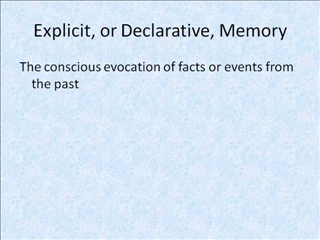 Explicit, or Declarative, Memory
The conscious evocation of facts or events from
the past